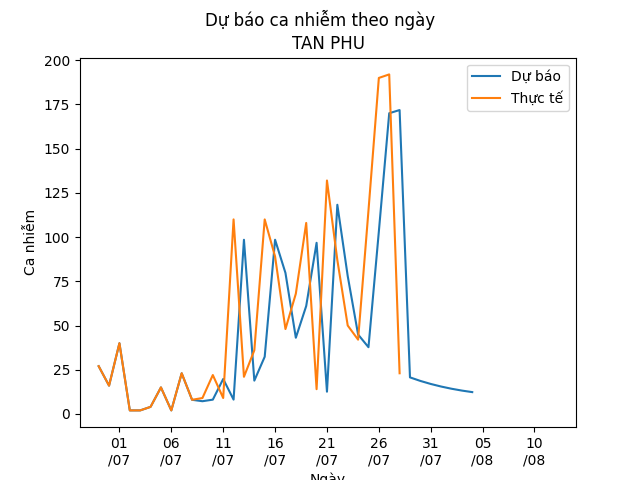 Dự báo ca nhiễm theo ngày
TAN PHU
Dự báo
Thực tế
Ca nhiễm
200
175
150
125
100
75
50
25
0
01 06 11 16 21 26 31 05 10
/07 /07 /07 /07 /07 /07 /07 /08 /08
Ngày